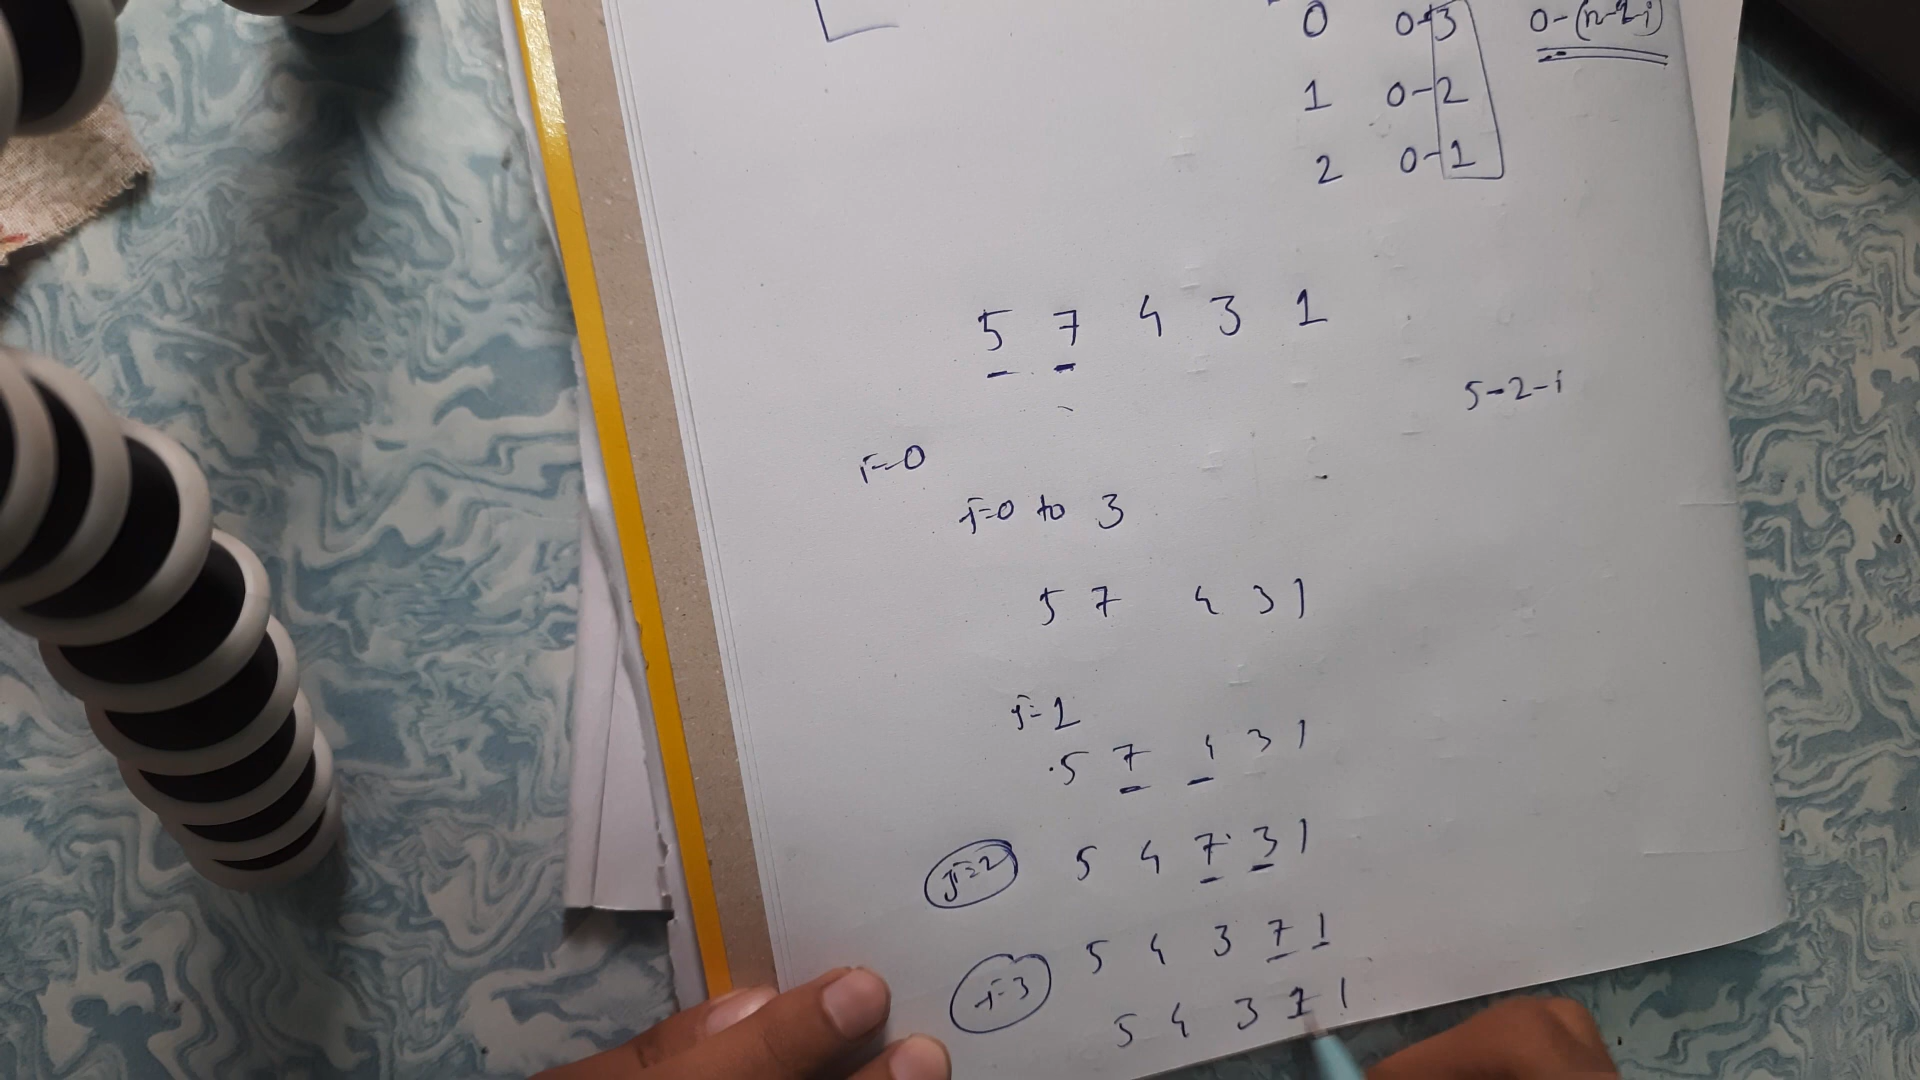 0 0-3 0-(n-2-i)
1 0-2
2 0-1
5 7 4 3 1
5-2-i
i=0
j=0 to 3
5 7 4 3 1
j=1
5 7 4 3 1
j=2 5 4 7 3 1
j=3 5 4 3 7 1
5 4 3 1 1